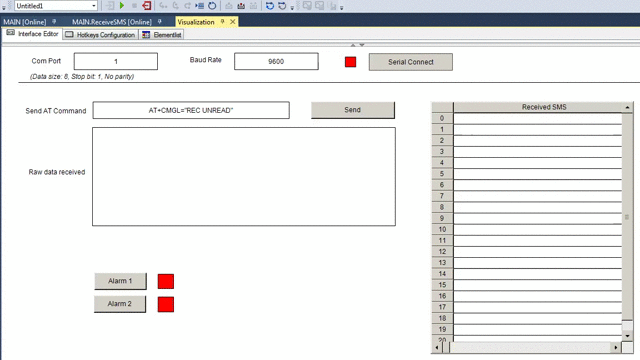 Untitled1
MAIN [Online]
MAIN.ReceiveSMS [Online]
Visualization
Interface Editor
Hotkeys Configuration
Elementlist
Com Port
1
Baud Rate
9600
Serial Connect
(Data size: 8, Stop bit: 1, No parity)
Send AT Command
AT+CMGL="REC UNREAD"
Send
Received SMS
Raw data received
0
1
2
3
4
5
6
7
8
9
10
11
12
13
14
15
16
17
18
19
20
Alarm 1
Alarm 2